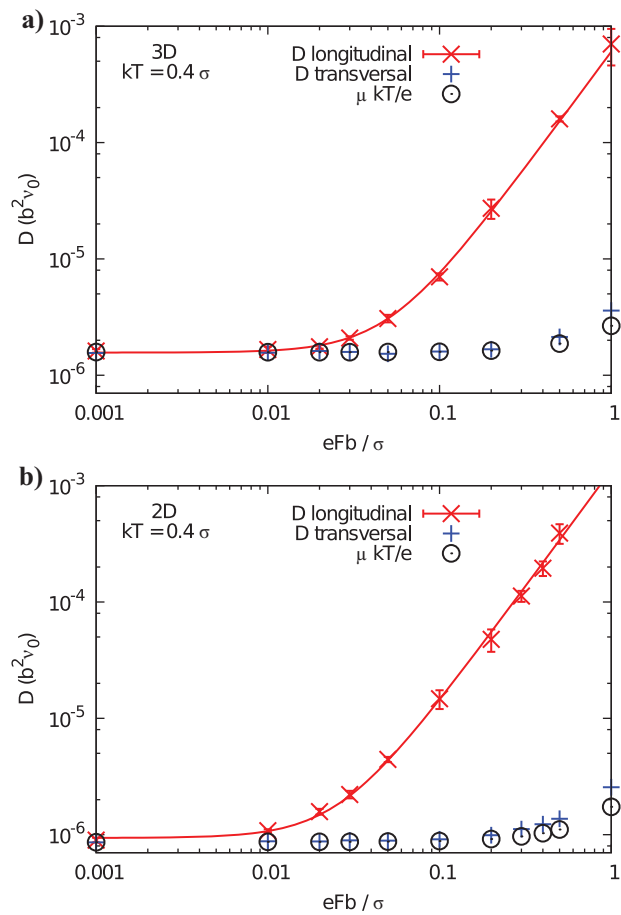 a)
3D
kT = 0.4 σ
D longitudinal
D transversal
μ kT/e
D (b²ν₀)
10⁻³
10⁻⁴
10⁻⁵
10⁻⁶
0.001
0.01
0.1
1
eFb / σ
b)
2D
kT = 0.4 σ
D longitudinal
D transversal
μ kT/e
D (b²ν₀)
10⁻³
10⁻⁴
10⁻⁵
10⁻⁶
0.001
0.01
0.1
1
eFb / σ